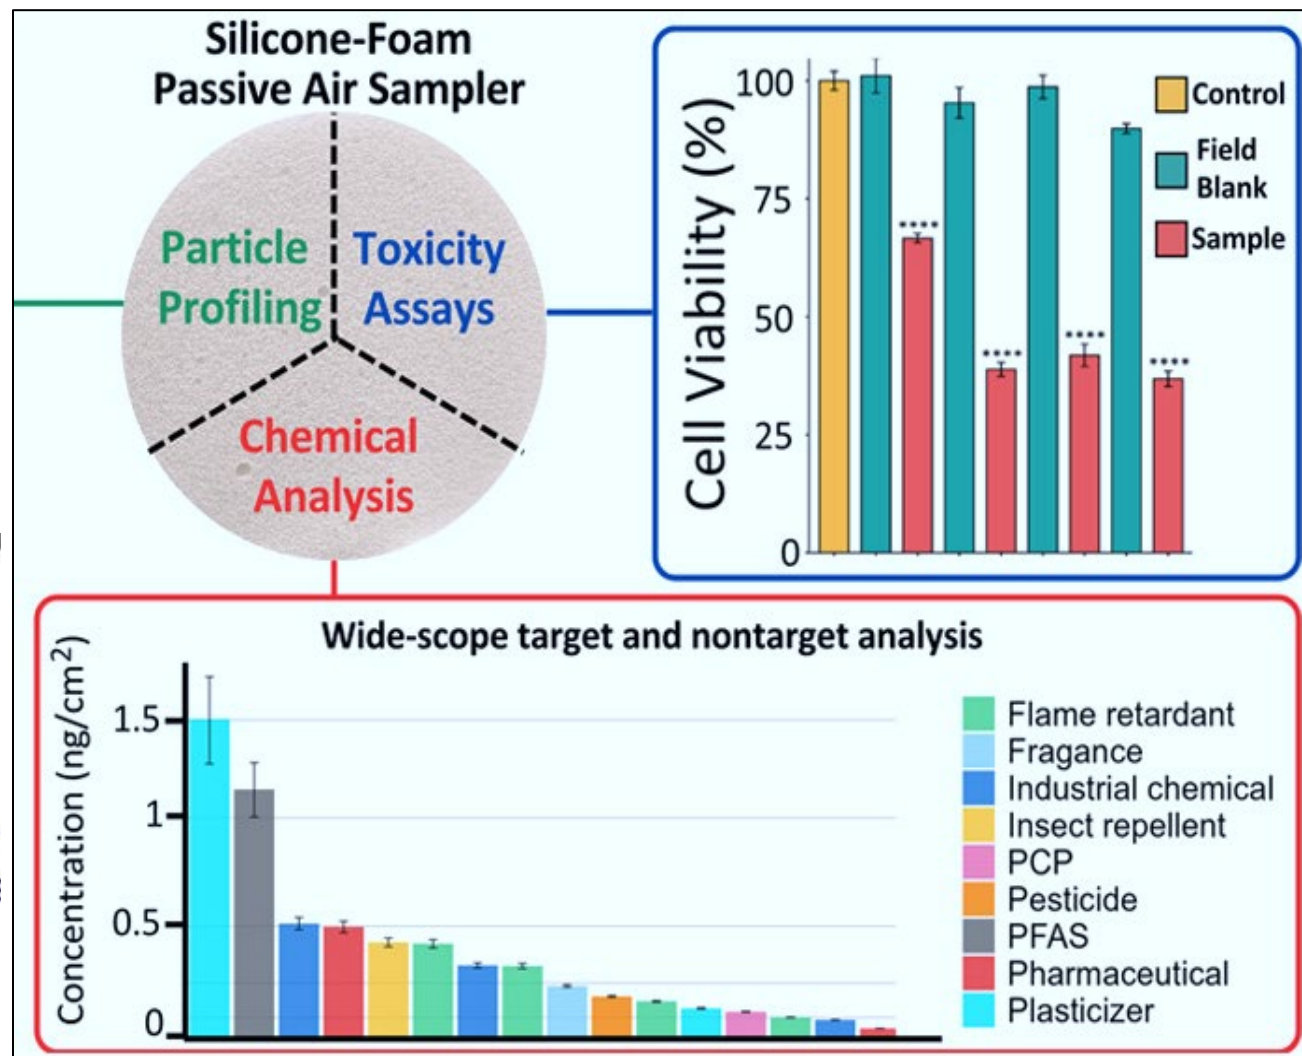 Silicone-Foam
Passive Air Sampler
Particle
Profiling
Toxicity
Assays
Chemical
Analysis
Cell Viability (%)
100
75
50
25
0
****
****
****
****
Control
Field
Blank
Sample
Wide-scope target and nontarget analysis
Concentration (ng/cm²)
1.5
1
0.5
0
Flame retardant
Fragance
Industrial chemical
Insect repellent
PCP
Pesticide
PFAS
Pharmaceutical
Plasticizer